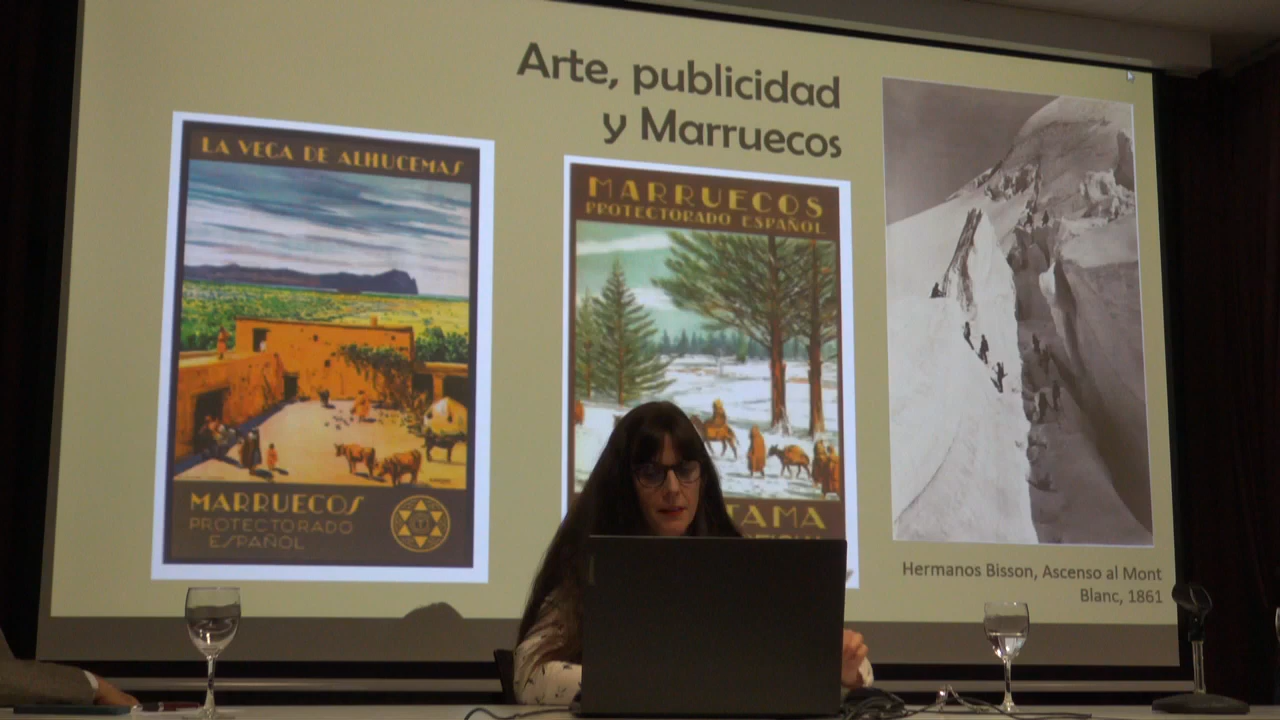 Arte, publicidad
y Marruecos
LA VEGA DE ALHUCEMAS
MARRUECOS
PROTECTORADO
ESPAÑOL
MARRUECOS
PROTECTORADO ESPAÑOL
TAMA
Hermanos Bisson, Ascenso al Mont
Blanc, 1861